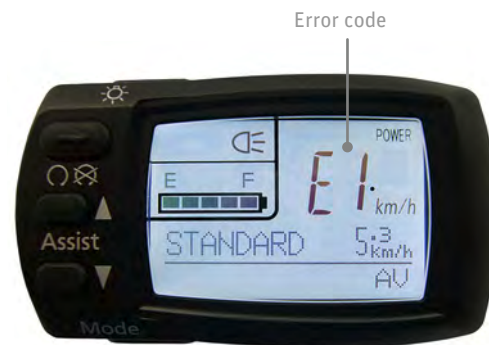 Error code
POWER
E F
E1.
km/h
Assist
STANDARD 5.3 km/h
AV
Mode